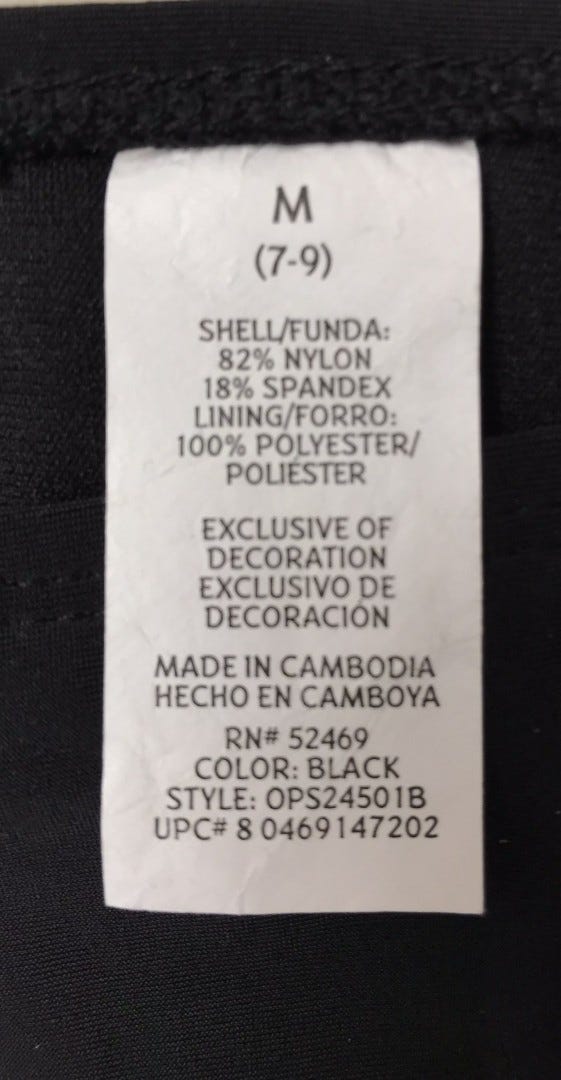 M
(7-9)
SHELL/FUNDA:
82% NYLON
18% SPANDEX
LINING/FORRO:
100% POLYESTER/
POLIÉSTER
EXCLUSIVE OF
DECORATION
EXCLUSIVO DE
DECORACIÓN
MADE IN CAMBODIA
HECHO EN CAMBOYA
RN# 52469
COLOR: BLACK
STYLE: OPS24501B
UPC# 8 0469147202